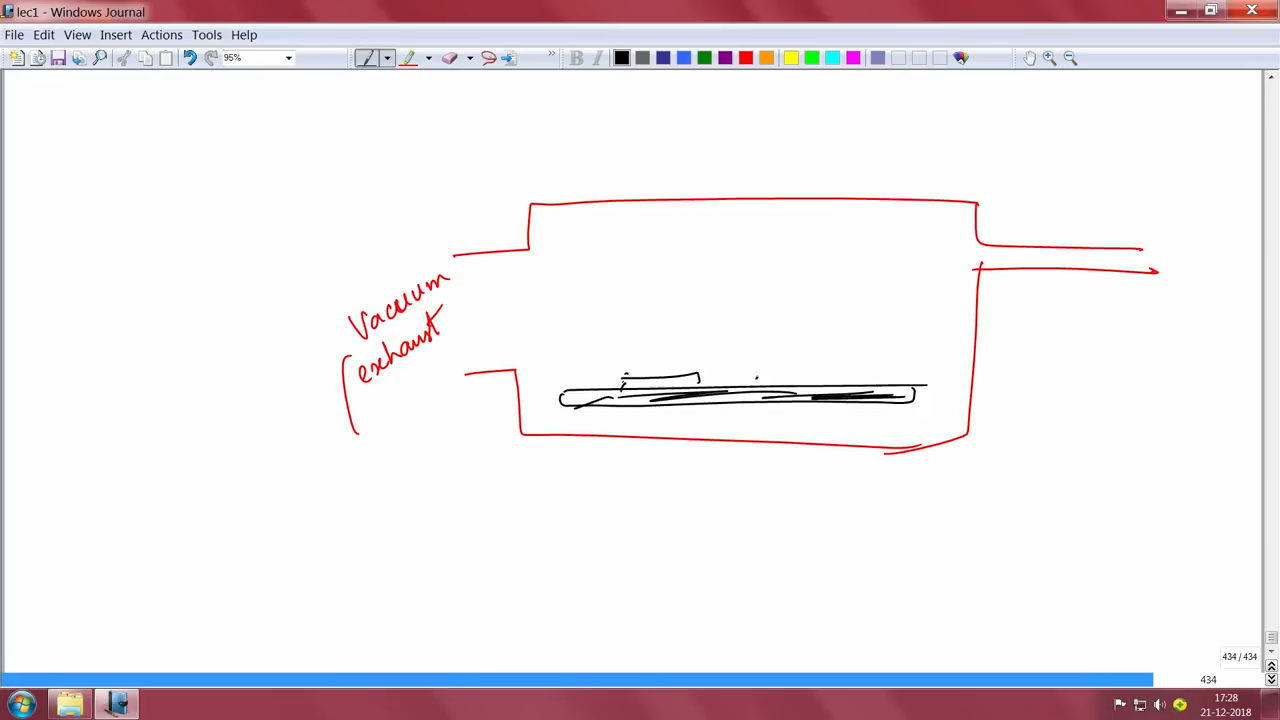 lec1 - Windows Journal
File Edit View Insert Actions Tools Help
95%
B I
Vacuum
exhaust
434 / 434
434
17:28
21-12-2018